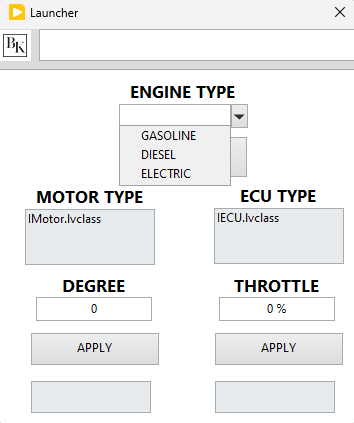 Launcher
BK
ENGINE TYPE
GASOLINE
DIESEL
ELECTRIC
MOTOR TYPE
ECU TYPE
IMotor.lvclass
IECU.lvclass
DEGREE
THROTTLE
0
0 %
APPLY
APPLY